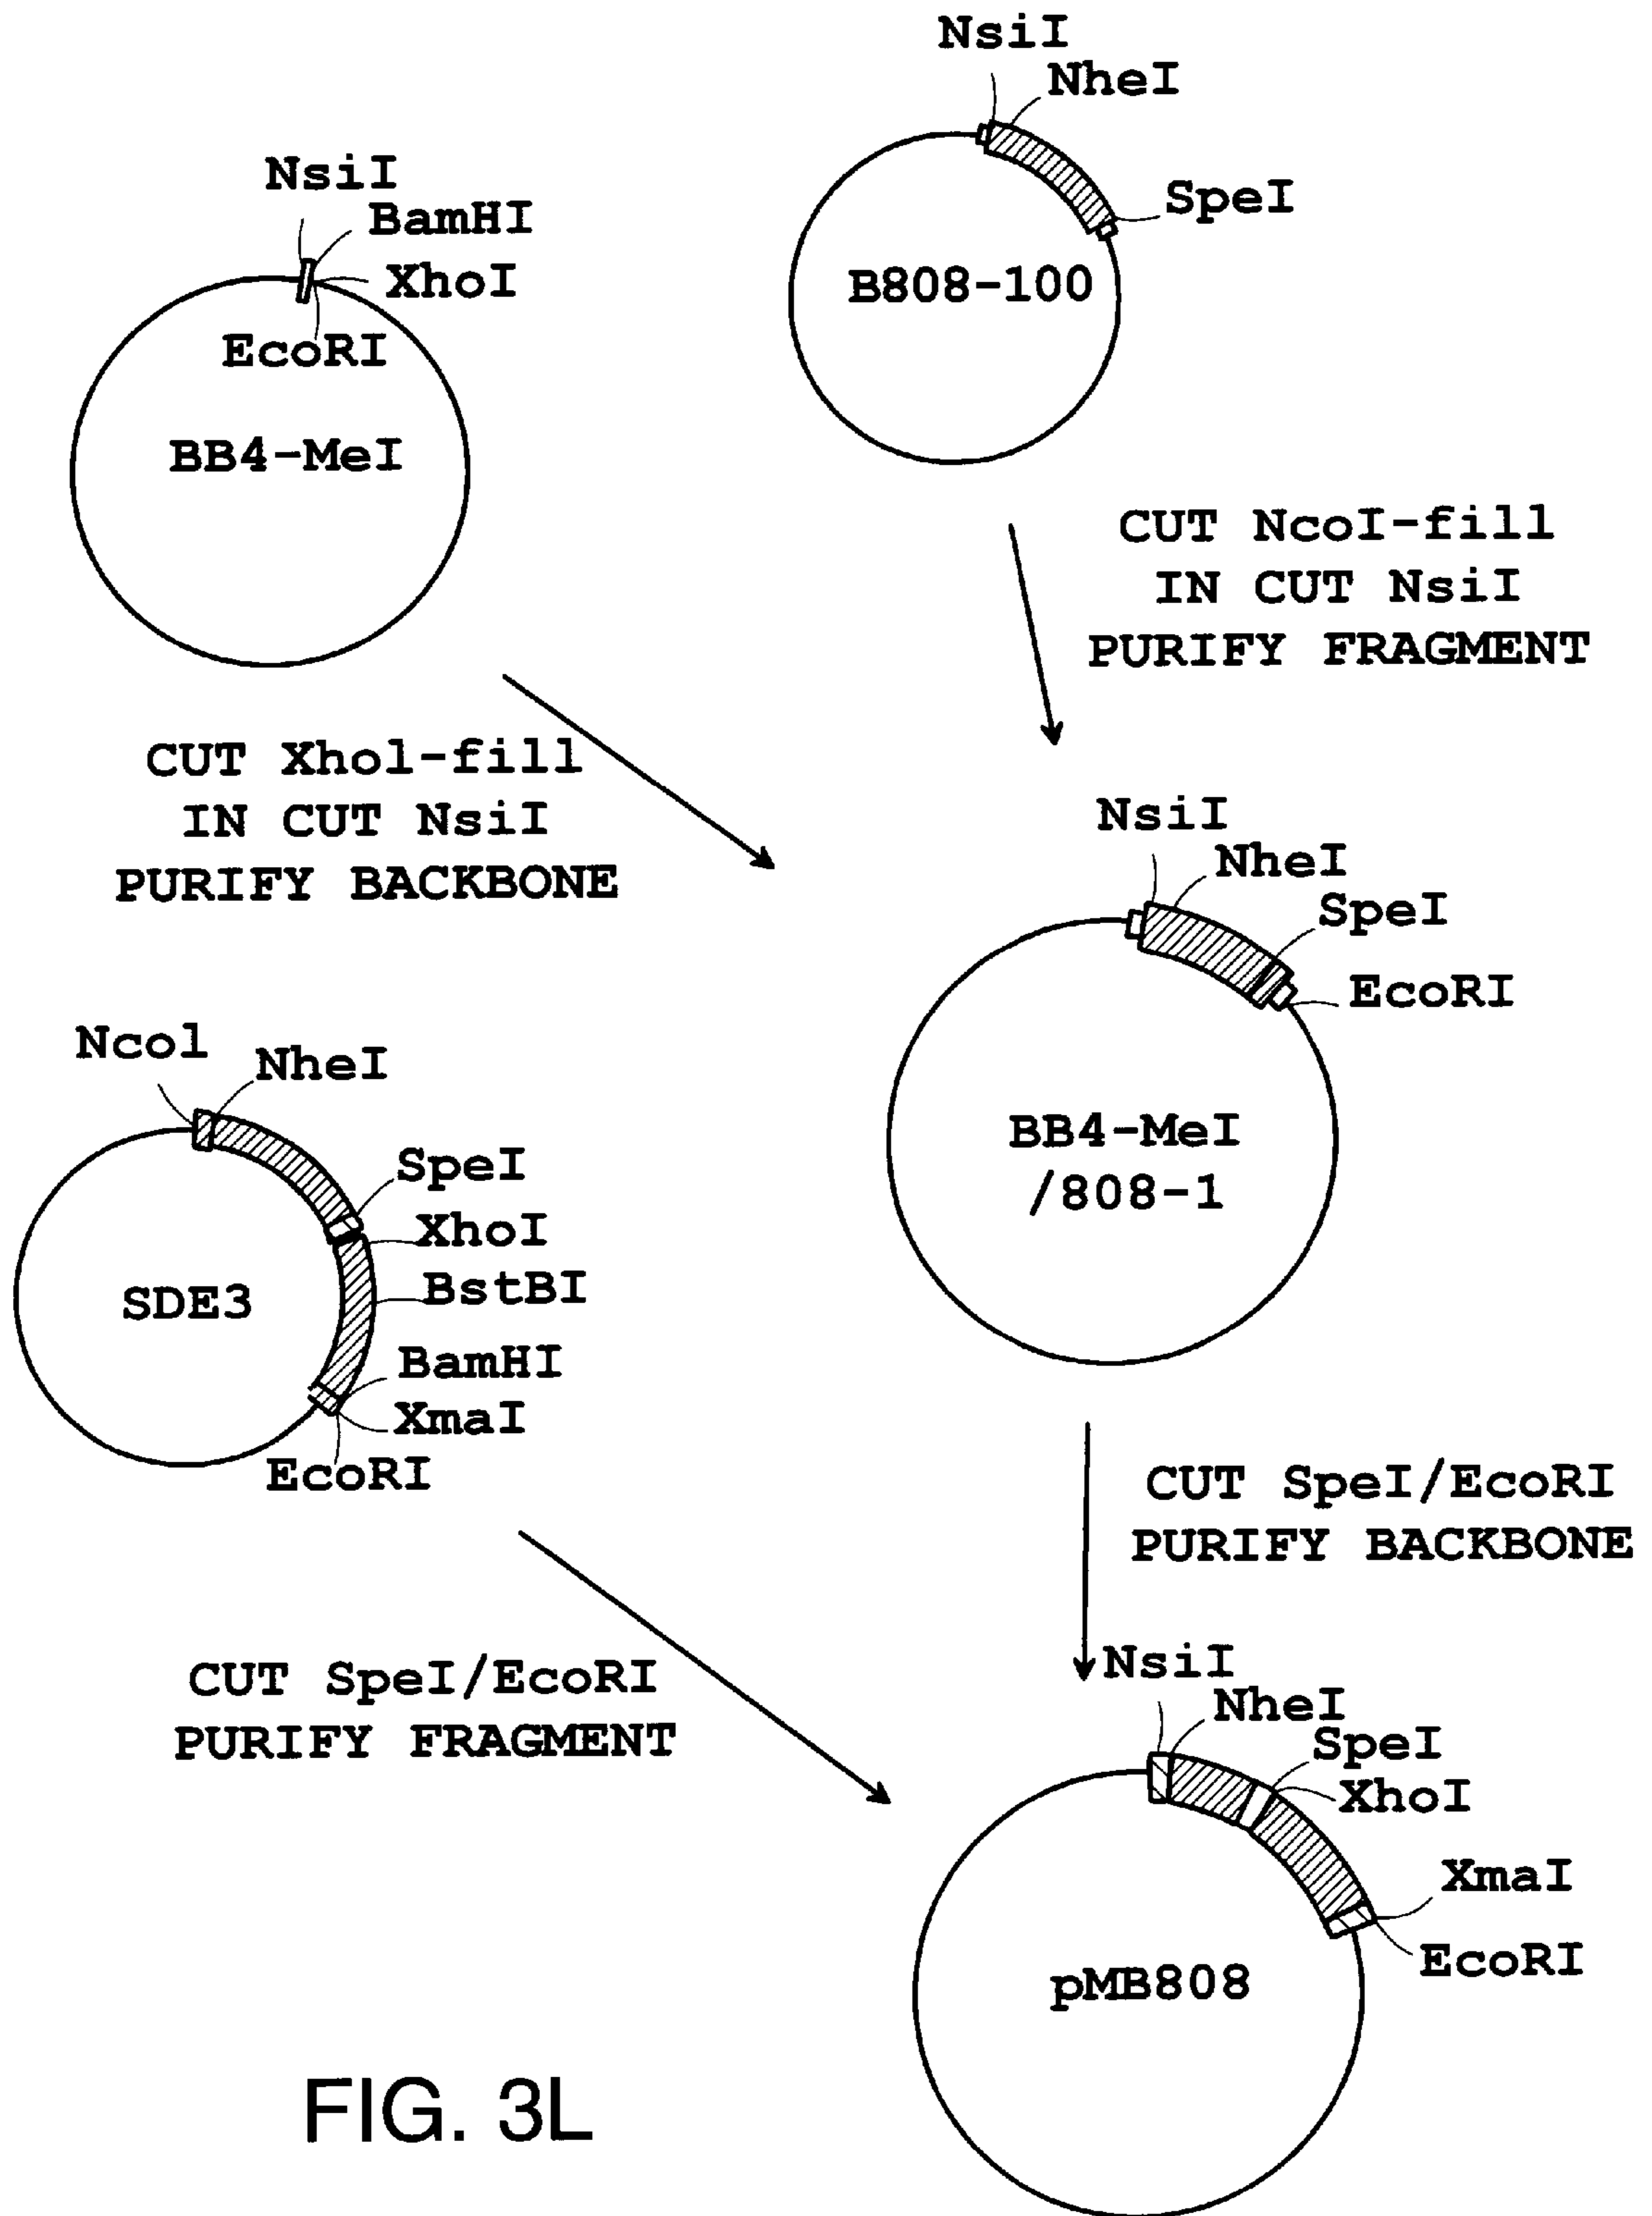 NsiI
NheI
SpeI
B808-100
NsiI
BamHI
XhoI
EcoRI
BB4-MeI
CUT NcoI-fill
IN CUT NsiI
PURIFY FRAGMENT
CUT Xhol-fill
IN CUT NsiI
PURIFY BACKBONE
NsiI
NheI
SpeI
EcoRI
BB4-MeI
/808-1
Ncol
NheI
SpeI
XhoI
BstBI
BamHI
XmaI
EcoRI
SDE3
CUT SpeI/EcoRI
PURIFY BACKBONE
CUT SpeI/EcoRI
PURIFY FRAGMENT
NsiI
NheI
SpeI
XhoI
XmaI
EcoRI
pMB808
FIG. 3L